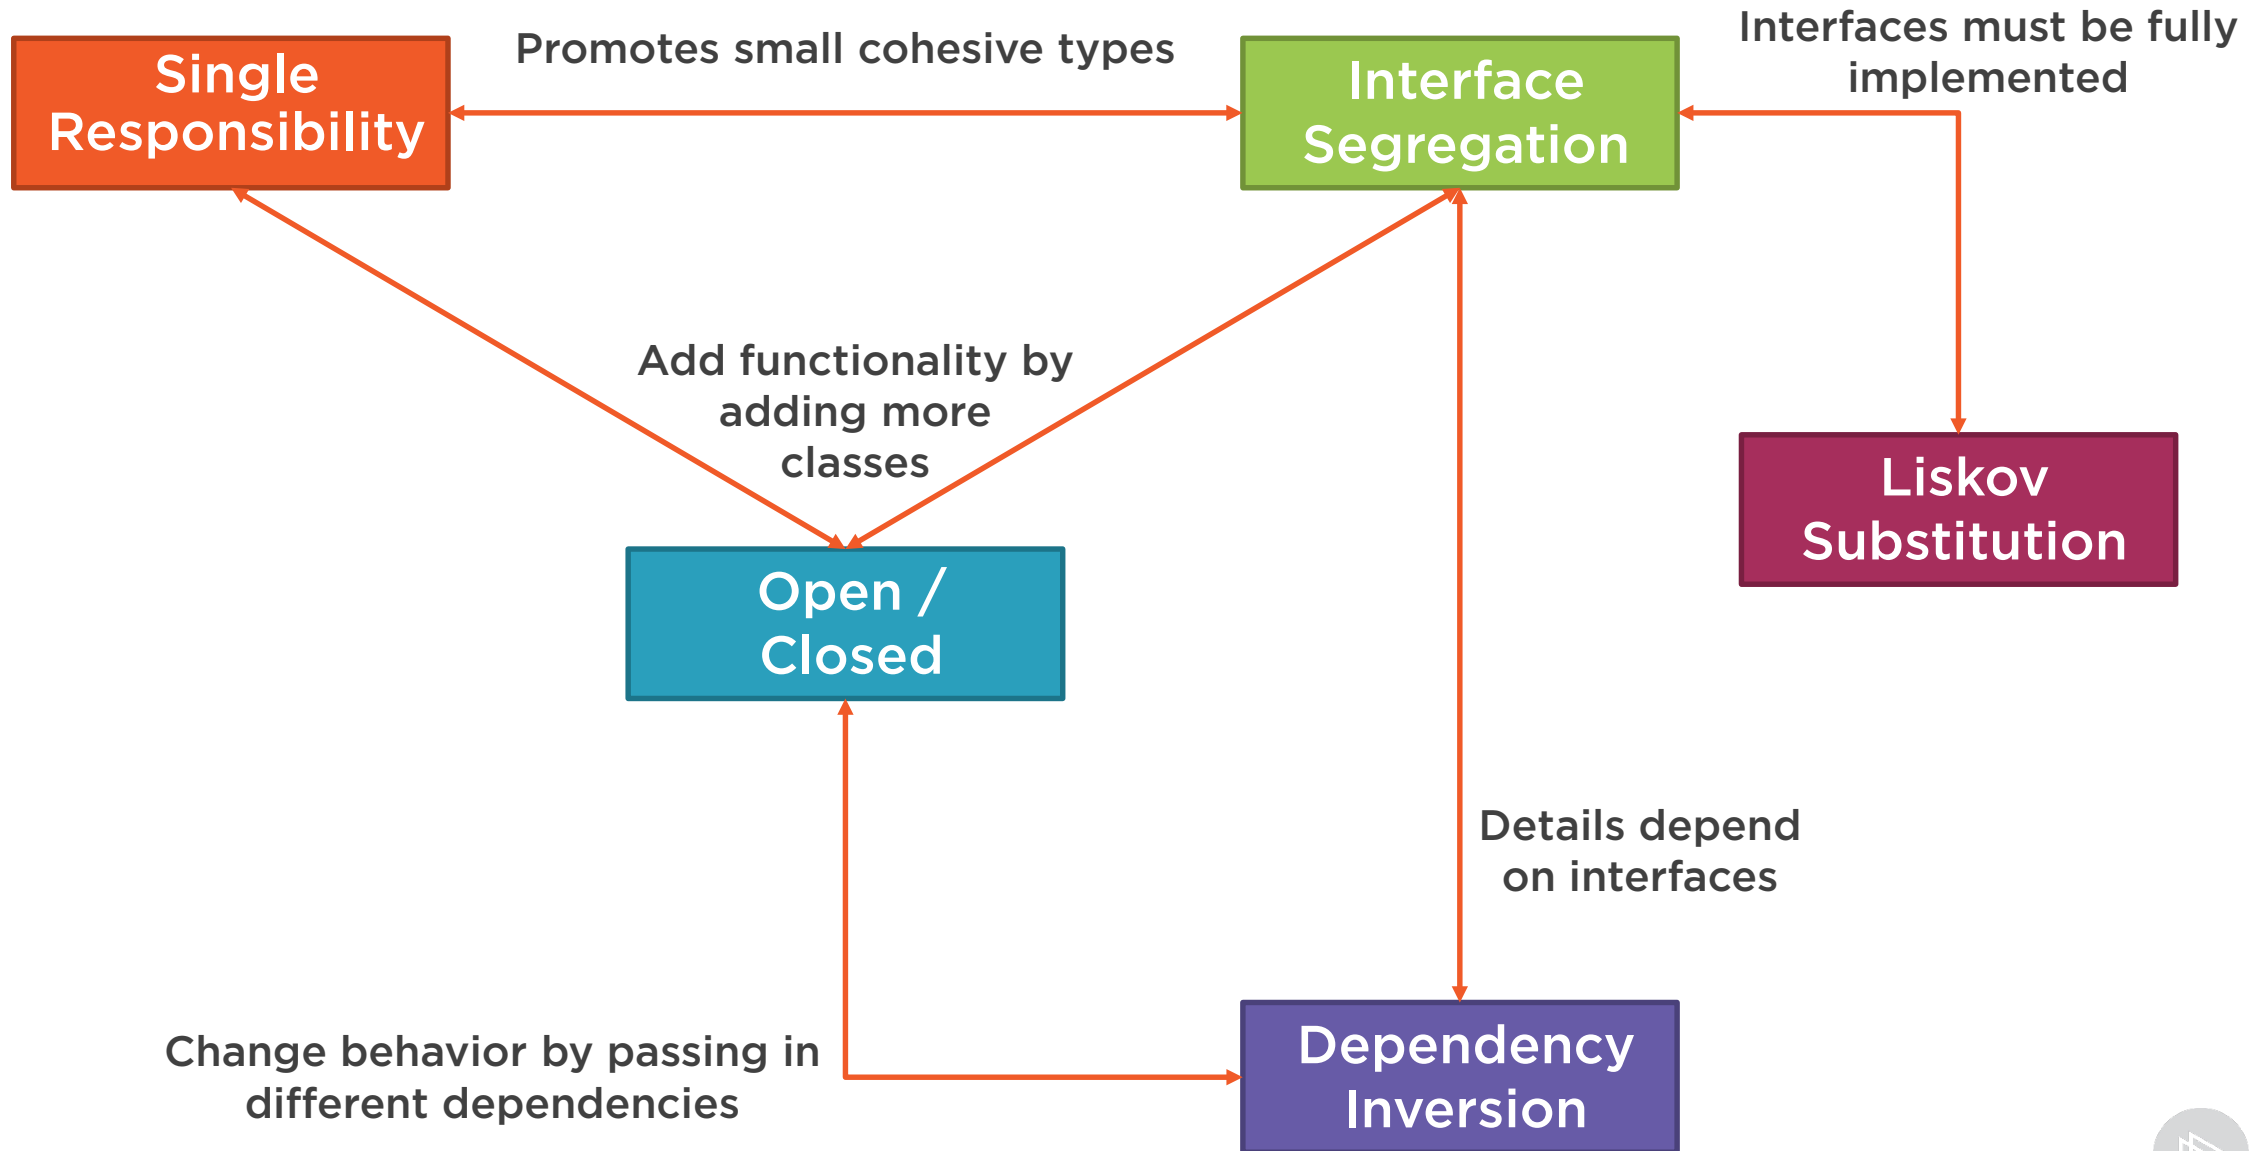 Single
Responsibility
Promotes small cohesive types
Interface
Segregation
Interfaces must be fully
implemented
Add functionality by
adding more
classes
Liskov
Substitution
Open /
Closed
Details depend
on interfaces
Change behavior by passing in
different dependencies
Dependency
Inversion